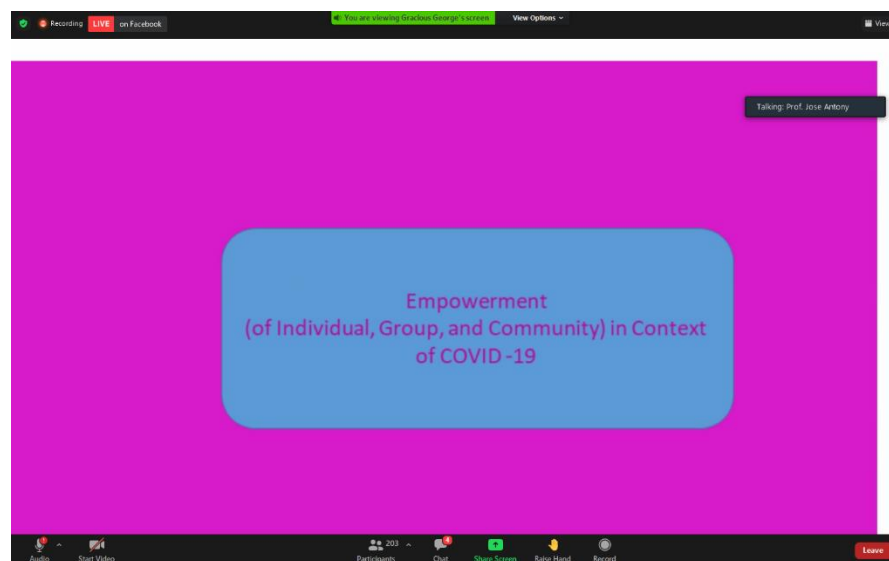 Recording LIVE on Facebook
You are viewing Gracious George's screen View Options
View
Talking: Prof. Jose Antony
Empowerment
(of Individual, Group, and Community) in Context
of COVID -19
203
4
Audio Start Video Participants Chat Share Screen Raise Hand Record
Leave